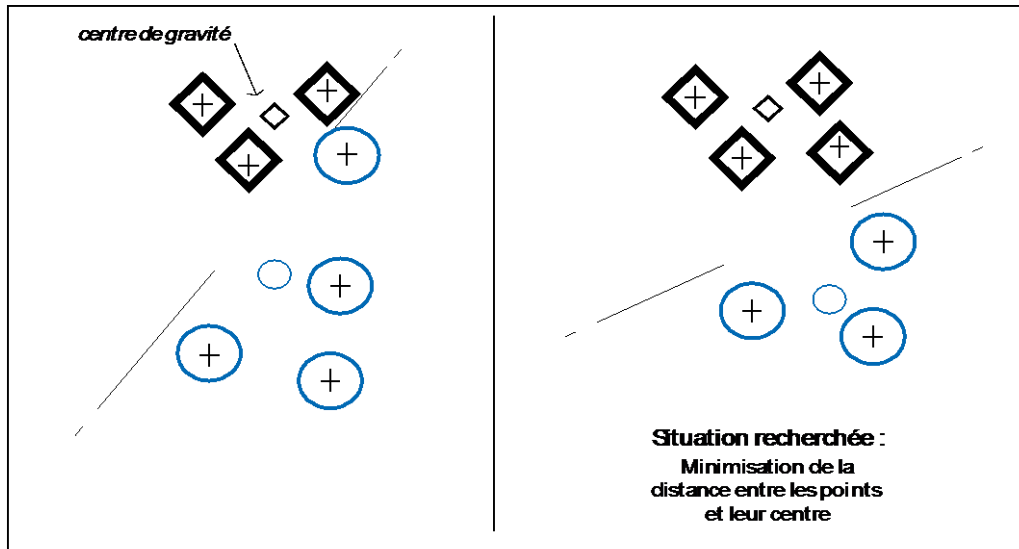 centre de gravité
Situation recherchée :
Minimisation de la
distance entre les points
et leur centre